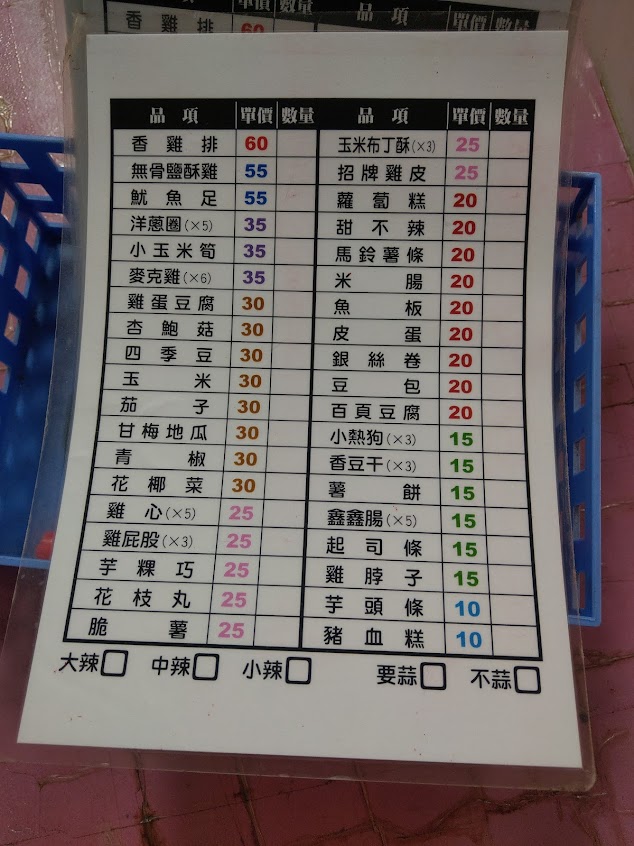 香雞排 60
品項 單價 數量 品項 單價 數量
香雞排 60 玉米布丁酥(×3) 25
無骨鹽酥雞 55 招牌雞皮 25
魷魚足 55 蘿蔔糕 20
洋蔥圈(×5) 35 甜不辣 20
小玉米筍 35 馬鈴薯條 20
麥克雞(×6) 35 米腸 20
雞蛋豆腐 30 魚板 20
杏鮑菇 30 皮蛋 20
四季豆 30 銀絲卷 20
玉米 30 豆包 20
茄子 30 百頁豆腐 20
甘梅地瓜 30 小熱狗(×3) 15
青椒 30 香豆干(×3) 15
花椰菜 30 薯餅 15
雞心(×5) 25 鑫鑫腸(×5) 15
雞屁股(×3) 25 起司條 15
芋粿巧 25 雞脖子 15
花枝丸 25 芋頭條 10
脆薯 25 豬血糕 10
大辣 中辣 小辣 要蒜 不蒜